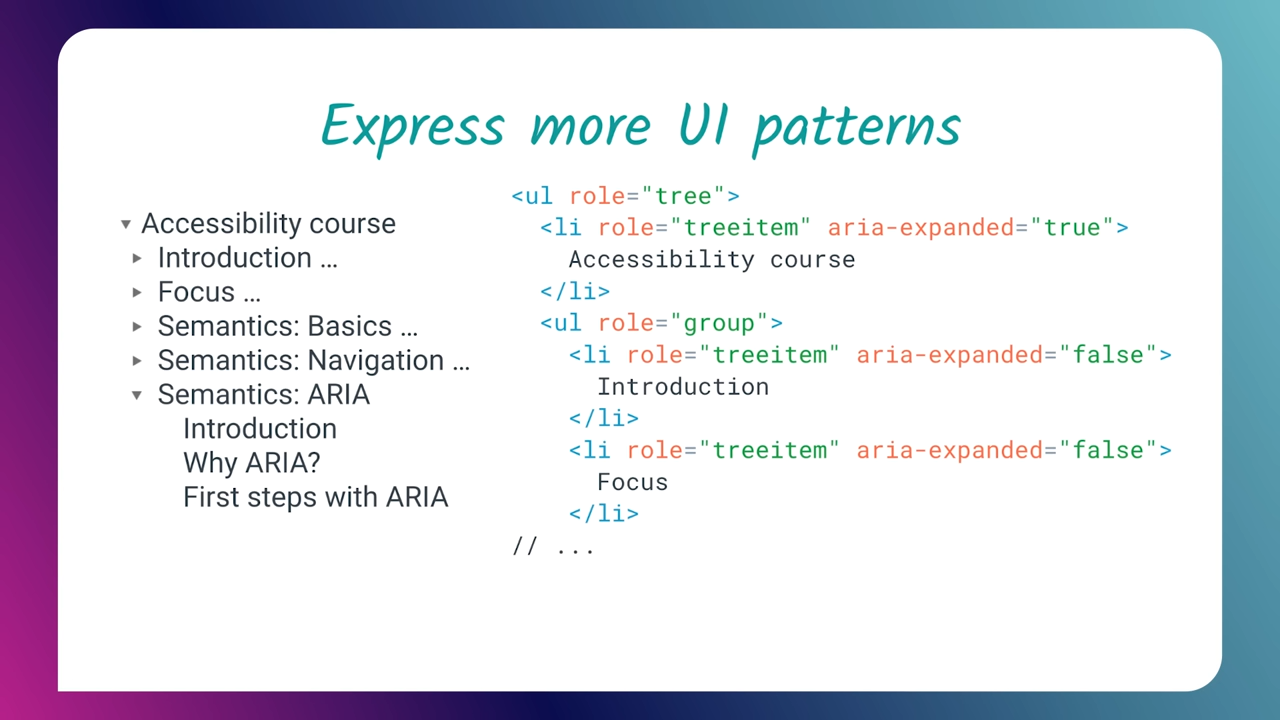 Express more UI patterns
▾ Accessibility course
▸ Introduction …
▸ Focus …
▸ Semantics: Basics …
▸ Semantics: Navigation …
▾ Semantics: ARIA
Introduction
Why ARIA?
First steps with ARIA
<ul role="tree">
  <li role="treeitem" aria-expanded="true">
    Accessibility course
  </li>
  <ul role="group">
    <li role="treeitem" aria-expanded="false">
      Introduction
    </li>
    <li role="treeitem" aria-expanded="false">
      Focus
    </li>
// ...